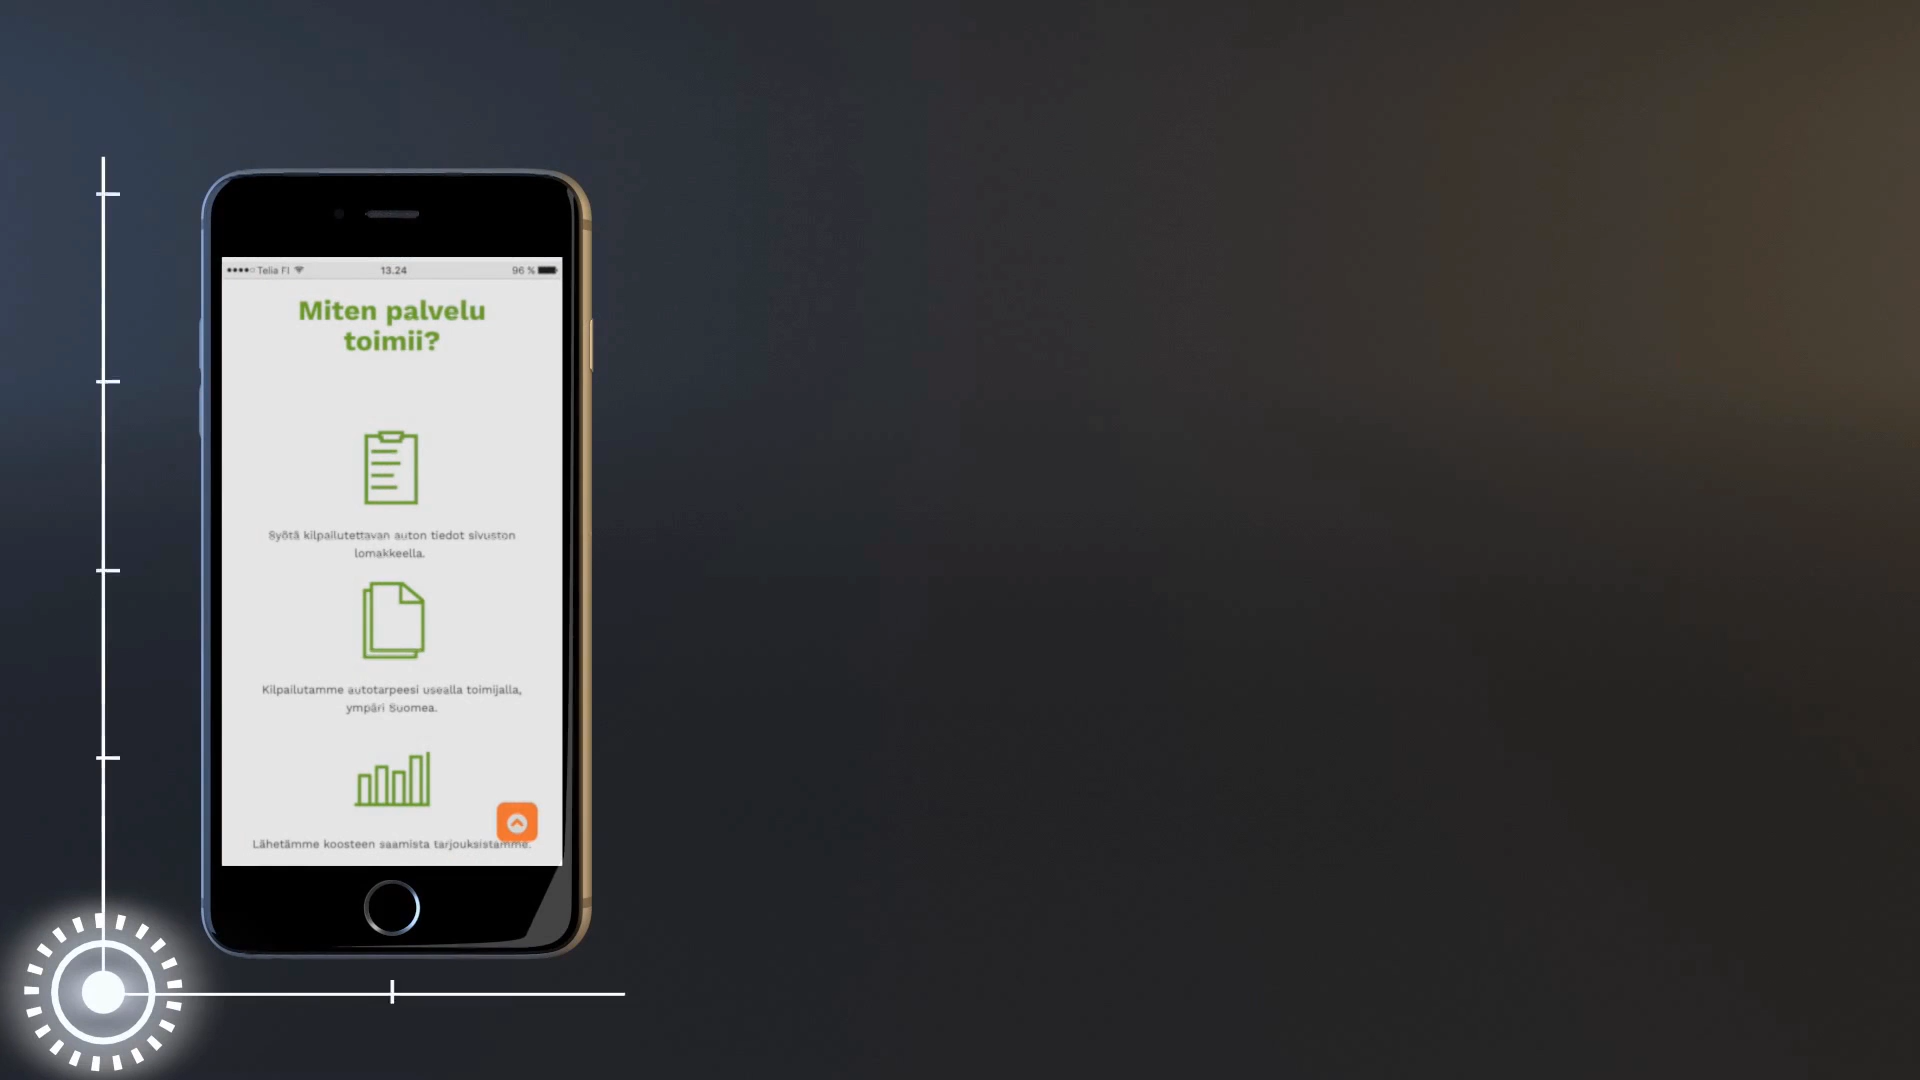 Telia FI 13.24 96 %
Miten palvelu
toimii?
Syötä kilpailutettavan auton tiedot sivuston
lomakkeella.
Kilpailutamme autotarpeesi usealla toimijalla,
ympäri Suomea.
Lähetämme koosteen saamista tarjouksistamme.